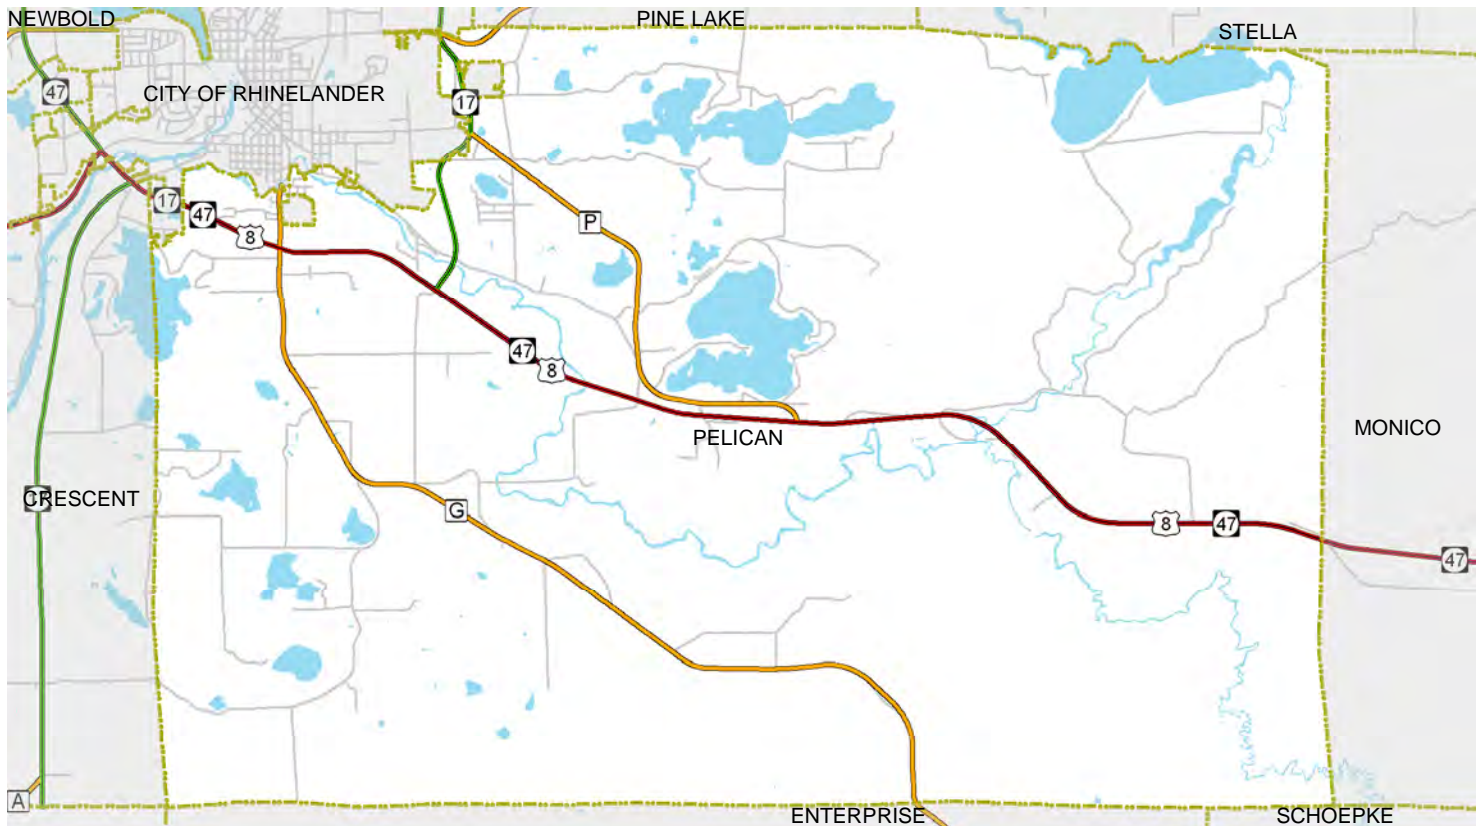 NEWBOLD
PINE LAKE
STELLA
47
CITY OF RHINELANDER
17
17
47
8
P
47
8
PELICAN
MONICO
CRESCENT
G
8
47
47
A
ENTERPRISE
SCHOEPKE